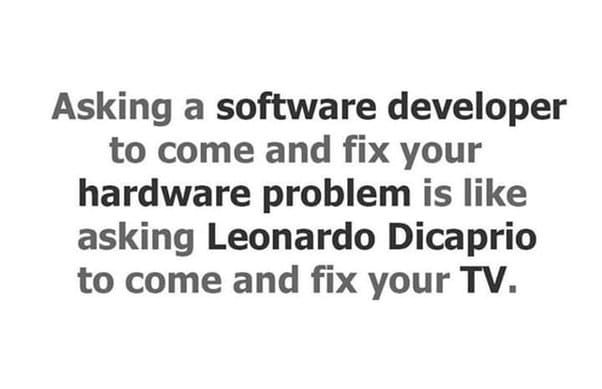 Asking a software developer
to come and fix your
hardware problem is like
asking Leonardo Dicaprio
to come and fix your TV.